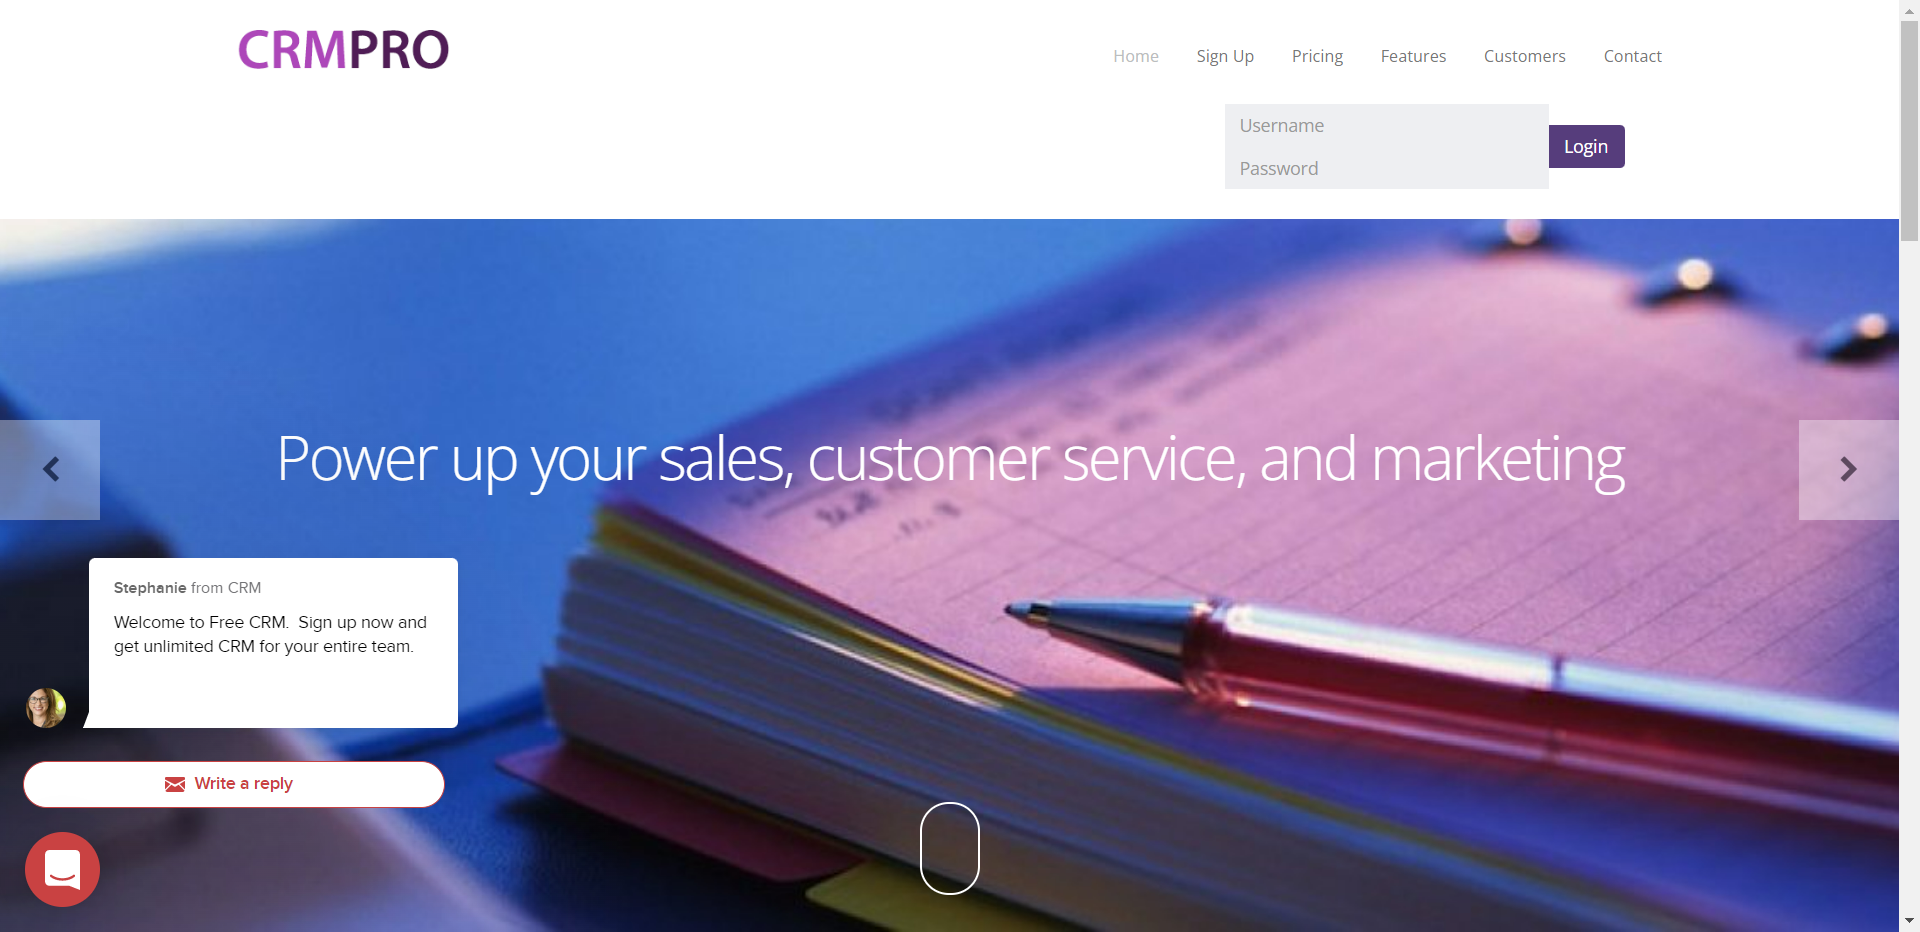 CRMPRO
Home Sign Up Pricing Features Customers Contact
Username
Password
Login
Power up your sales, customer service, and marketing
Stephanie from CRM
Welcome to Free CRM. Sign up now and
get unlimited CRM for your entire team.
Write a reply